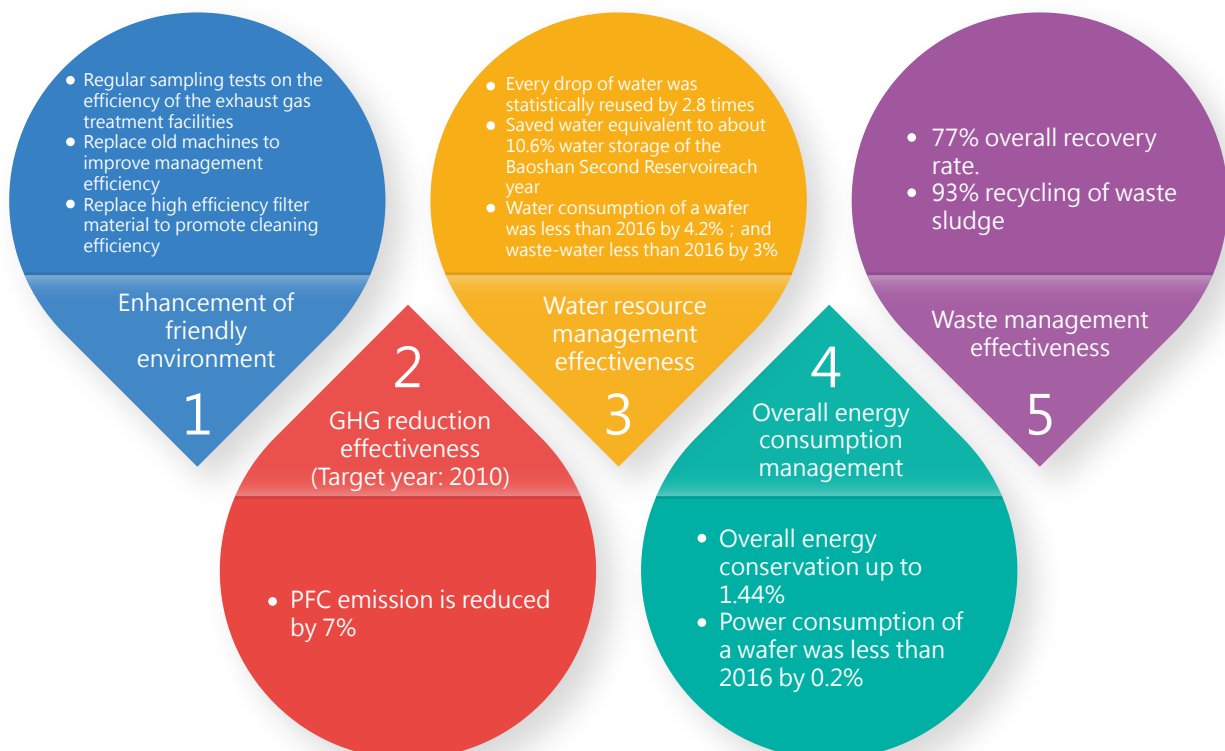 • Regular sampling tests on the
efficiency of the exhaust gas
treatment facilities
• Replace old machines to
improve management
efficiency
• Replace high efficiency filter
material to promote cleaning
efficiency
Enhancement of
friendly
environment
1
2
GHG reduction
effectiveness
(Target year: 2010)
• PFC emission is reduced
by 7%
• Every drop of water was
statistically reused by 2.8 times
• Saved water equivalent to about
10.6% water storage of the
Baoshan Second Reservoireach
year
• Water consumption of a wafer
was less than 2016 by 4.2% ; and
waste-water less than 2016 by 3%
Water resource
management
effectiveness
3
4
Overall energy
consumption
management
• Overall energy
conservation up to
1.44%
• Power consumption of
a wafer was less than
2016 by 0.2%
• 77% overall recovery
rate.
• 93% recycling of waste
sludge
Waste management
effectiveness
5